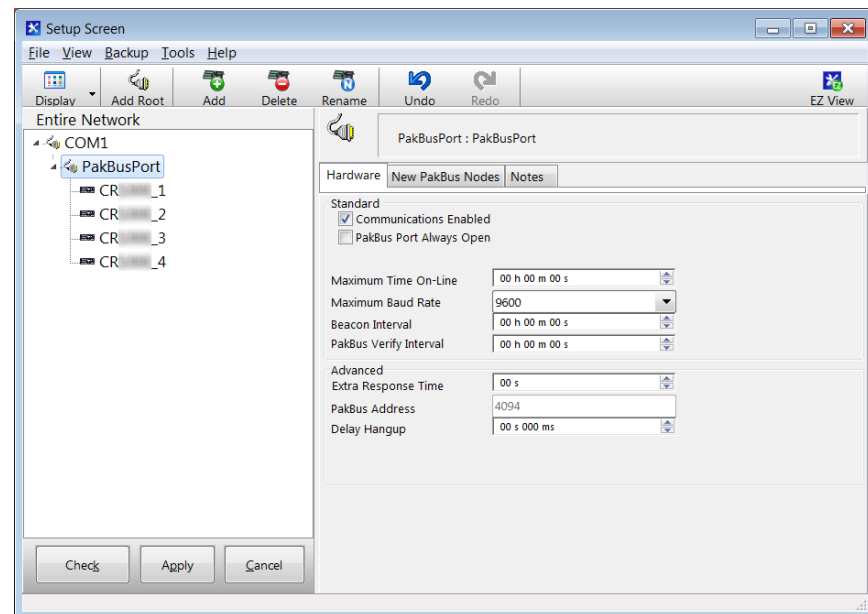 Setup Screen
File View Backup Tools Help
Display Add Root Add Delete Rename Undo Redo EZ View
Entire Network
COM1
PakBusPort
CR _1
CR _2
CR _3
CR _4
Check Apply Cancel
PakBusPort : PakBusPort
Hardware New PakBus Nodes Notes
Standard
Communications Enabled
PakBus Port Always Open
Maximum Time On-Line 00 h 00 m 00 s
Maximum Baud Rate 9600
Beacon Interval 00 h 00 m 00 s
PakBus Verify Interval 00 h 00 m 00 s
Advanced
Extra Response Time 00 s
PakBus Address 4094
Delay Hangup 00 s 000 ms